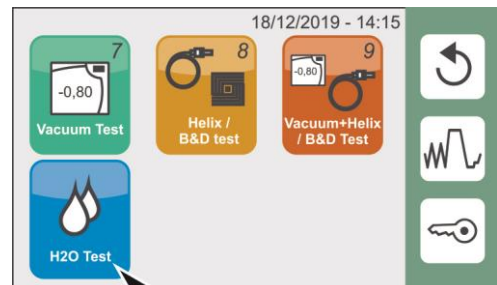 18/12/2019 - 14:15
7
-0,80
Vacuum Test
8
Helix /
B&D test
9
-0,80
Vacuum+Helix
/ B&D Test
H2O Test